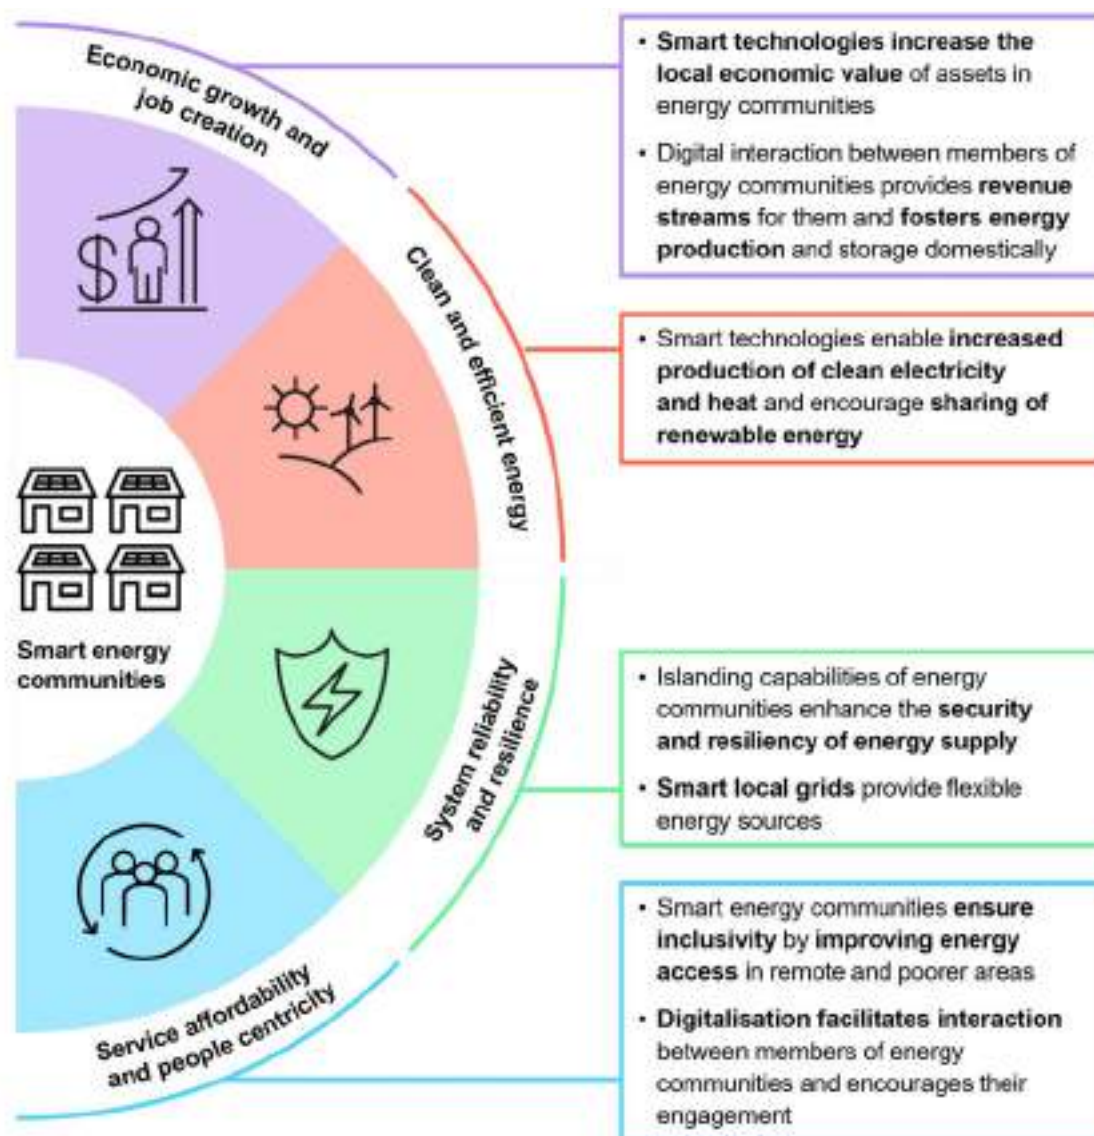 Economic growth and
job creation
• Smart technologies increase the
local economic value of assets in
energy communities
• Digital interaction between members of
energy communities provides revenue
streams for them and fosters energy
production and storage domestically
Clean and efficient energy
• Smart technologies enable increased
production of clean electricity
and heat and encourage sharing of
renewable energy
Smart energy
communities
System reliability
and resilience
• Islanding capabilities of energy
communities enhance the security
and resiliency of energy supply
• Smart local grids provide flexible
energy sources
Service affordability
and people centricity
• Smart energy communities ensure
inclusivity by improving energy
access in remote and poorer areas
• Digitalisation facilitates interaction
between members of energy
communities and encourages their
engagement